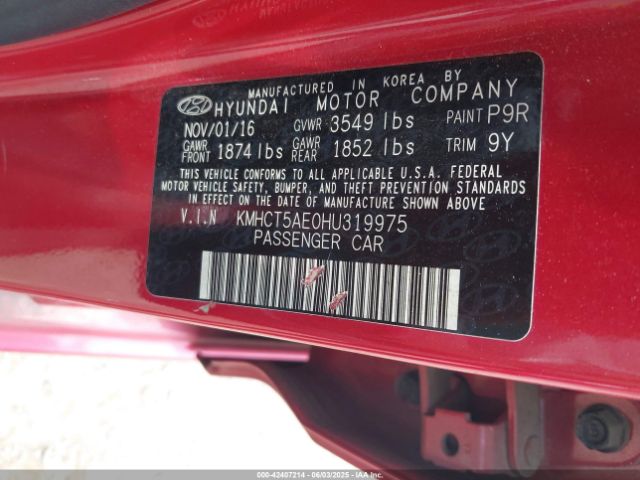 MANUFACTURED IN KOREA BY
HYUNDAI MOTOR COMPANY
NOV/01/16 GVWR 3549 lbs PAINT P9R
GAWR FRONT 1874 lbs GAWR REAR 1852 lbs TRIM 9Y
THIS VEHICLE CONFORMS TO ALL APPLICABLE U.S.A. FEDERAL
MOTOR VEHICLE SAFETY, BUMPER, AND THEFT PREVENTION STANDARDS
IN EFFECT ON THE DATE OF MANUFACTURE SHOWN ABOVE.
V.I.N KMHCT5AE0HU319975
PASSENGER CAR
000-42407214 - 06/03/2025 - IAAI.COM